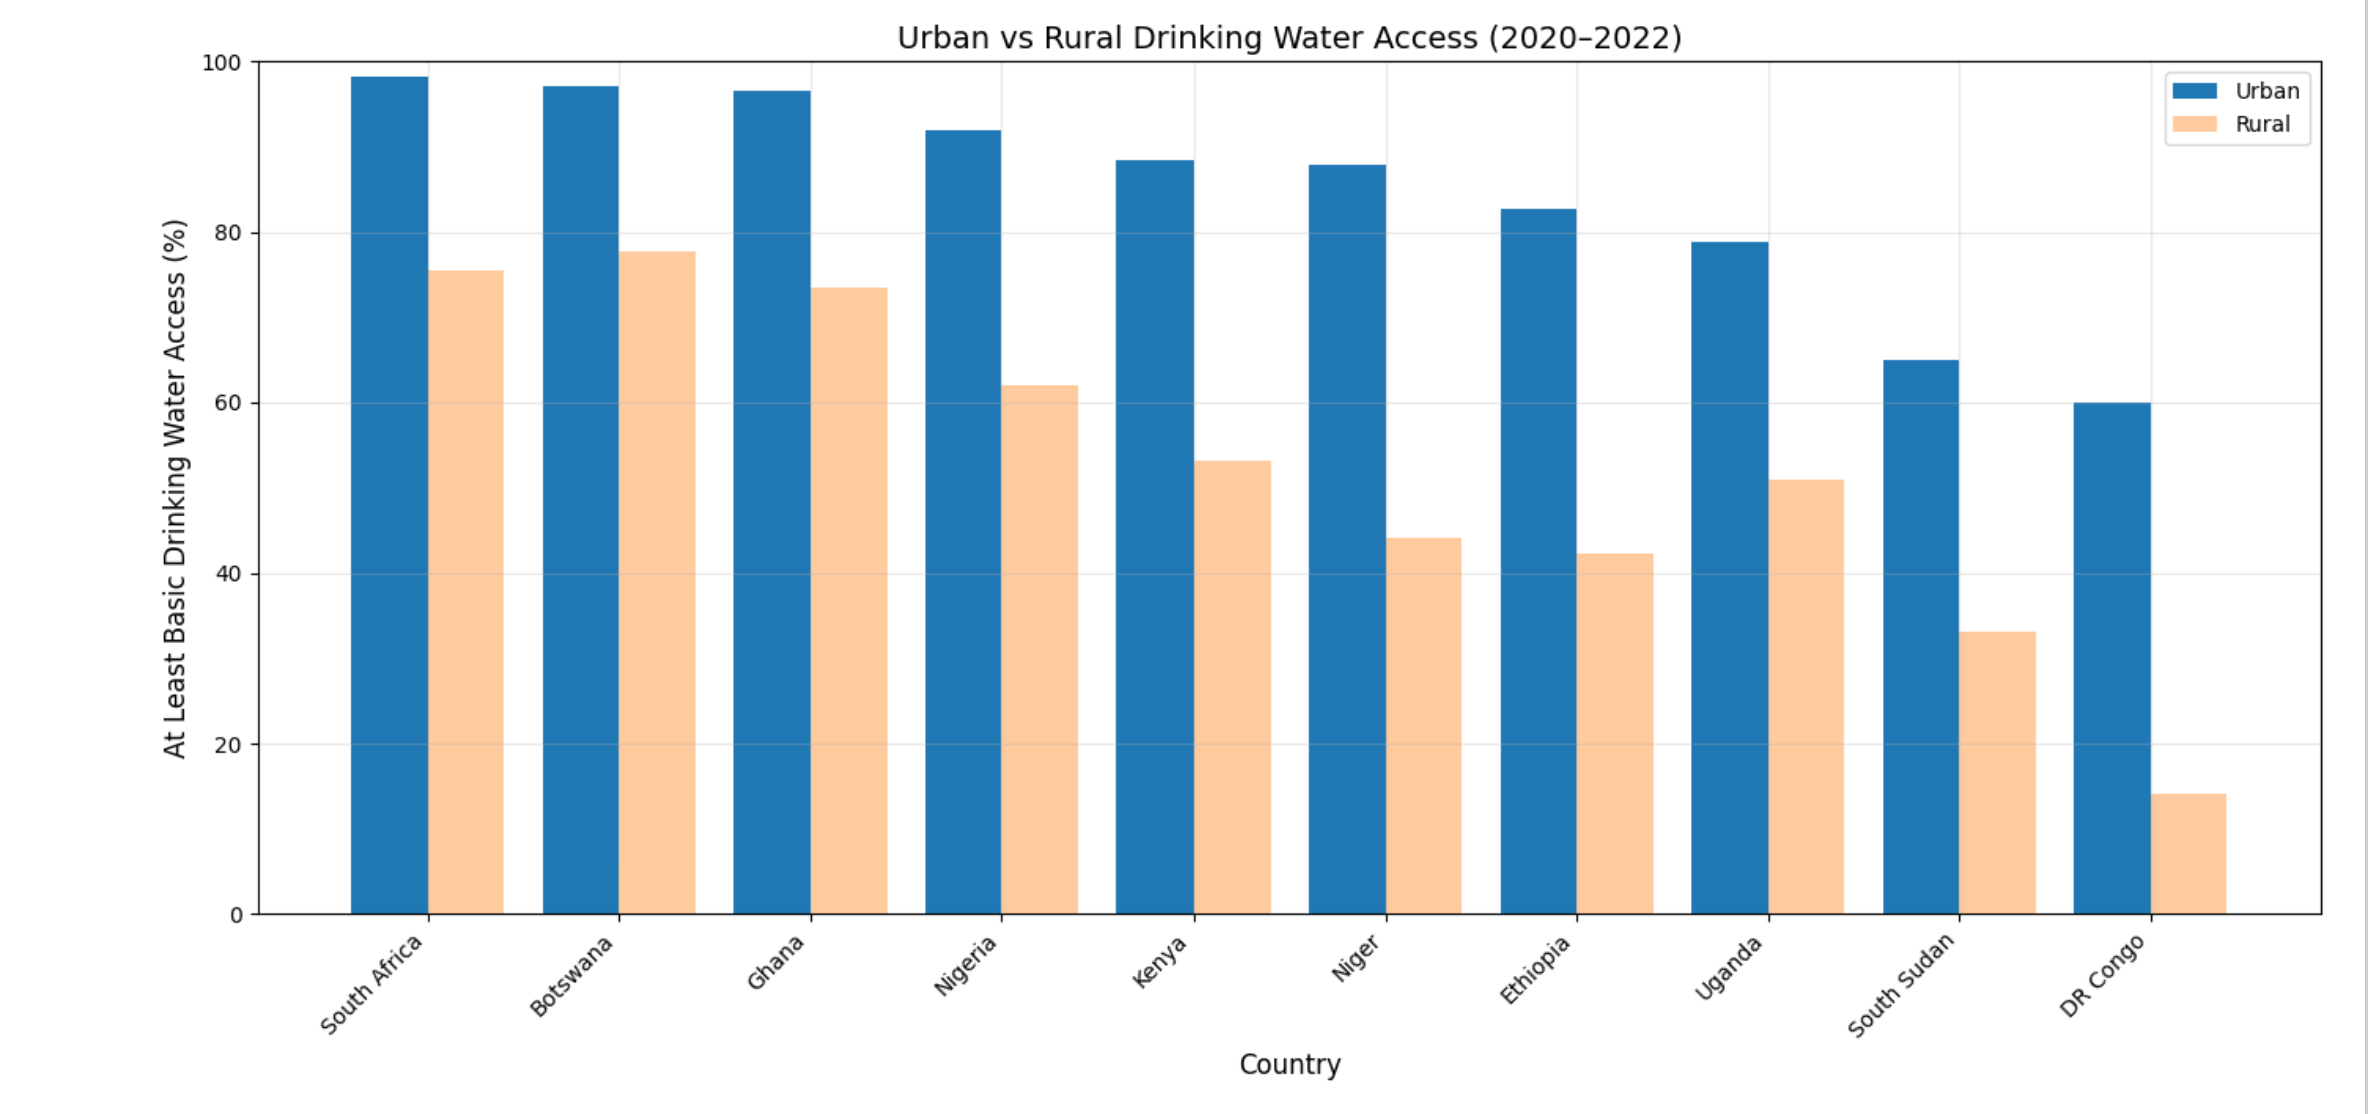 Urban vs Rural Drinking Water Access (2020–2022)
Urban
Rural
At Least Basic Drinking Water Access (%)
100
80
60
40
20
0
South Africa
Botswana
Ghana
Nigeria
Kenya
Niger
Ethiopia
Uganda
South Sudan
DR Congo
Country